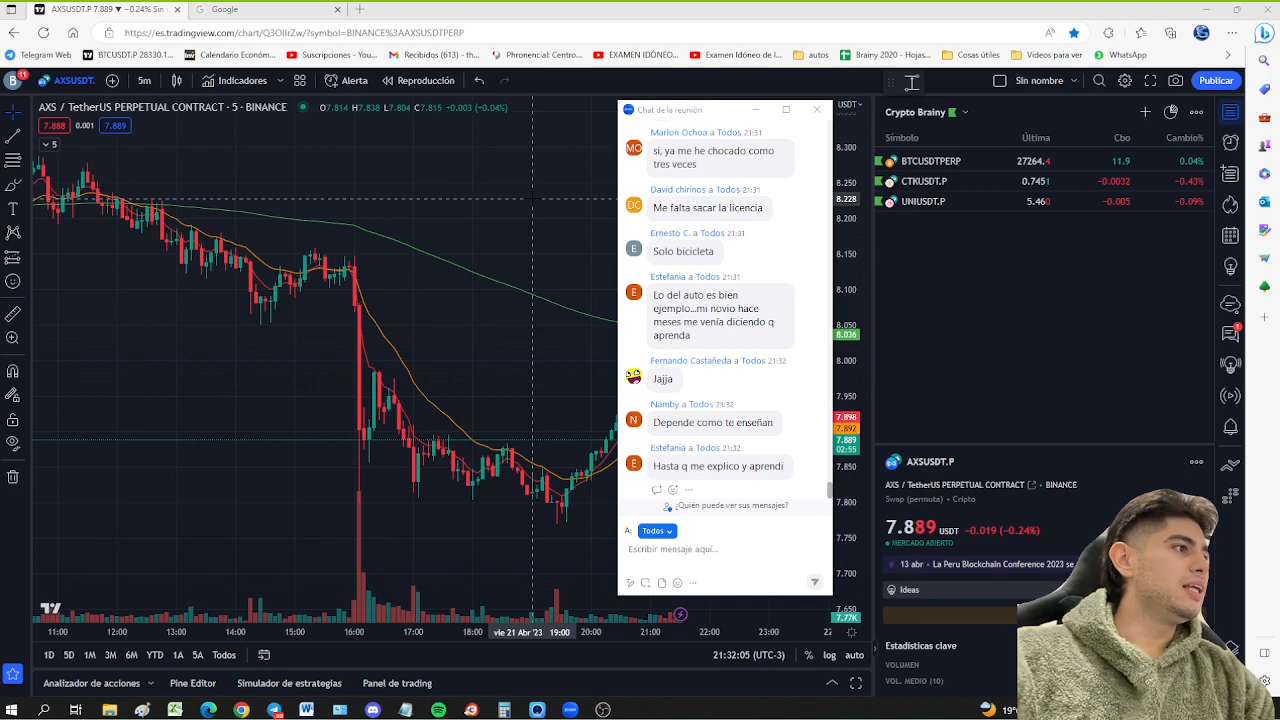 AXSUSDT.P 7.889 ▼ −0.24% Sin
Google
https://es.tradingview.com/chart/Q3OIIrZw/?symbol=BINANCE%3AAXSUSDTPERP
Telegram Web
BTCUSDT.P 28330.1...
Calendario Económ...
Suscripciones - You...
Recibidos (613) - th...
Phronencial Centro...
EXAMEN IDÓNEO...
Examen Idóneo de l...
autos
Brainy 2020 - Hojas...
Cosas útiles
Videos para ver
WhatsApp
B
11
AXSUSDT.
5m
Indicadores
Alerta
Reproducción
Sin nombre
Publicar
AXS / TetherUS PERPETUAL CONTRACT · 5 · BINANCE
O7.814 H7.838 L7.804 C7.815 −0.003 (+0.04%)
7.888
0.001
7.889
5
USDT
8.300
8.250
8.228
8.200
8.150
8.100
8.050
8.036
8.000
7.950
7.898
7.892
7.889
02:55
7.850
7.800
7.750
7.700
7.650
7.77K
Chat de la reunión
Marlon Ochoa a Todos 21:31
MO
si, ya me he chocado como
tres veces
David chirinos a Todos 21:31
DC
Me falta sacar la licencia
Ernesto C. a Todos 21:31
E
Solo bicicleta
Estefania a Todos 21:31
E
Lo del auto es bien
ejemplo...mi novio hace
meses me venía diciendo q
aprenda
Fernando Castañeda a Todos 21:32
Jajja
Namby a Todos 21:32
N
Depende como te enseñan
Estefania a Todos 21:32
E
Hasta q me explico y aprendi
¿Quién puede ver sus mensajes?
A: Todos
Escribir mensaje aquí...
Crypto Brainy
Símbolo
Última
Cbo
Cambio%
BTCUSDTPERP
27264.4
11.9
0.04%
CTKUSDT.P
0.7451
−0.0032
−0.43%
UNIUSDT.P
5.460
−0.005
−0.09%
AXSUSDT.P
AXS / TetherUS PERPETUAL CONTRACT · BINANCE
Swap (permuta) · Cripto
7.889 USDT −0.019 (−0.24%)
MERCADO ABIERTO
13 abr - La Peru Blockchain Conference 2023 se
Ideas
Estadísticas clave
VOLUMEN
VOL. MEDIO (10)
11:00
12:00
13:00
14:00
15:00
16:00
17:00
18:00
vie 21 Abr '23 19:00
20:00
21:00
22:00
23:00
1D
5D
1M
3M
6M
YTD
1A
5A
Todos
21:32:05 (UTC-3)
%
log
auto
Analizador de acciones
Pine Editor
Simulador de estrategias
Panel de trading
19°